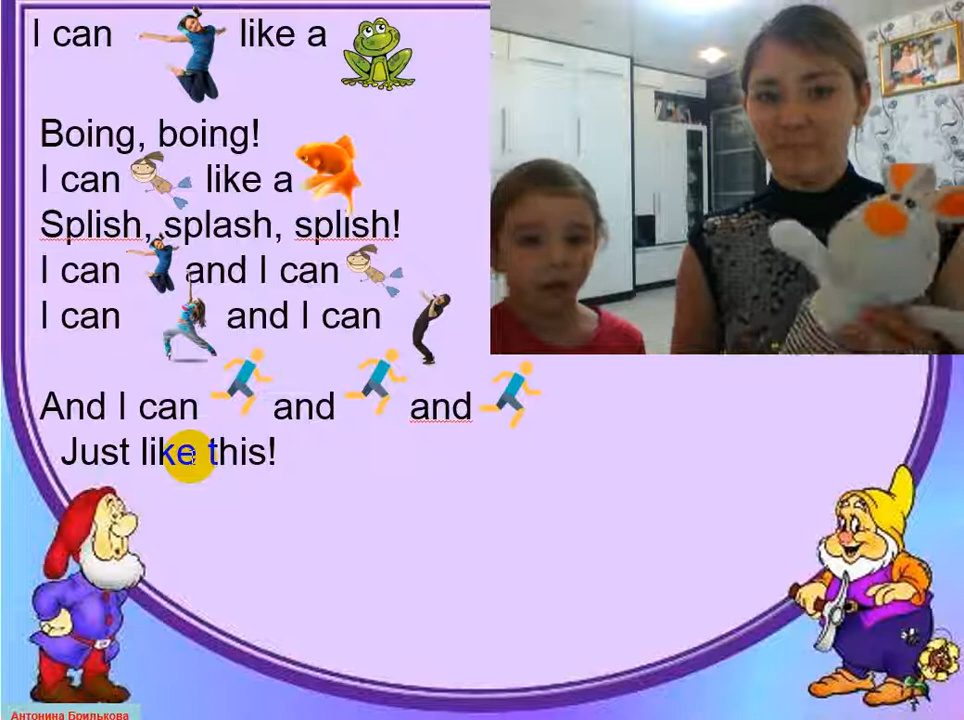 I can like a
Boing, boing!
I can like a
Splish, splash, splish!
I can and I can
I can and I can
And I can and and
Just like this!
Антонина Брилькова